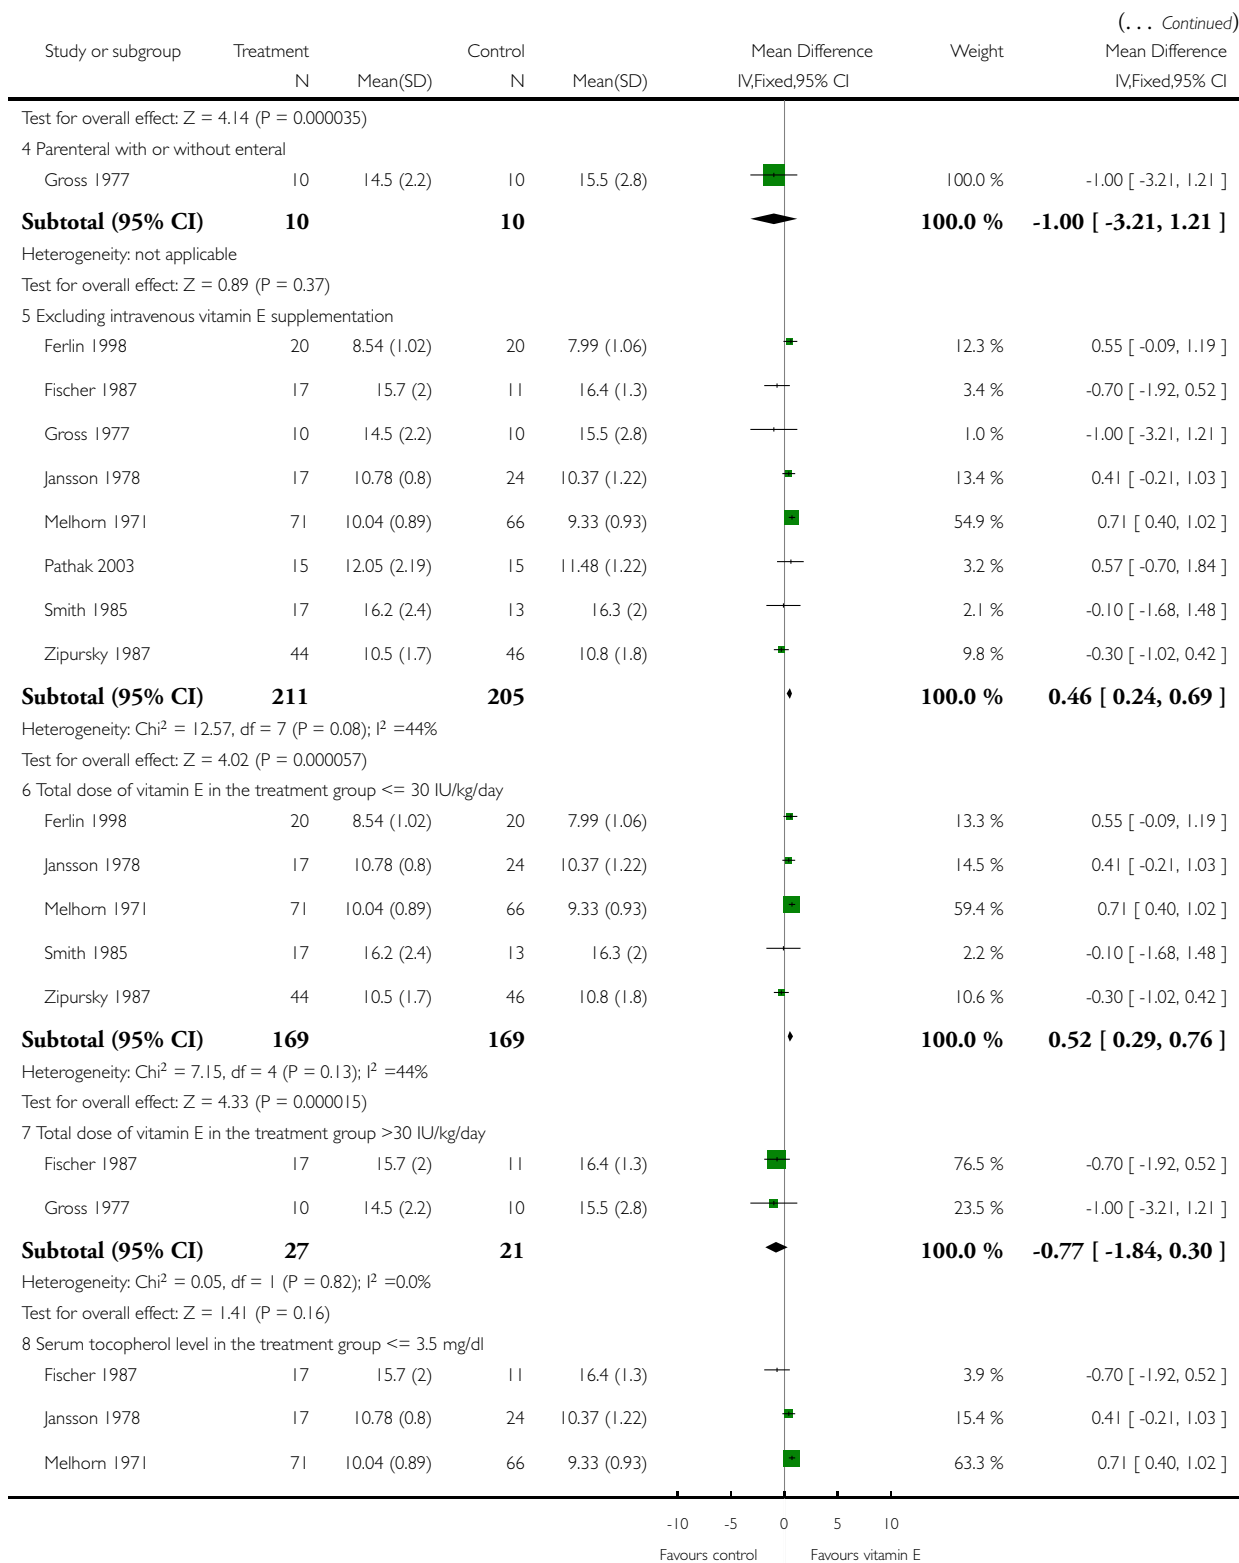 (... Continued)
Study or subgroup Treatment Control Mean Difference Weight Mean Difference
N Mean(SD) N Mean(SD) IV,Fixed,95% CI IV,Fixed,95% CI
Test for overall effect: Z = 4.14 (P = 0.000035)
4 Parenteral with or without enteral
Gross 1977 10 14.5 (2.2) 10 15.5 (2.8) 100.0 % -1.00 [ -3.21, 1.21 ]
Subtotal (95% CI) 10 10 100.0 % -1.00 [ -3.21, 1.21 ]
Heterogeneity: not applicable
Test for overall effect: Z = 0.89 (P = 0.37)
5 Excluding intravenous vitamin E supplementation
Ferlin 1998 20 8.54 (1.02) 20 7.99 (1.06) 12.3 % 0.55 [ -0.09, 1.19 ]
Fischer 1987 17 15.7 (2) 11 16.4 (1.3) 3.4 % -0.70 [ -1.92, 0.52 ]
Gross 1977 10 14.5 (2.2) 10 15.5 (2.8) 1.0 % -1.00 [ -3.21, 1.21 ]
Jansson 1978 17 10.78 (0.8) 24 10.37 (1.22) 13.4 % 0.41 [ -0.21, 1.03 ]
Melhorn 1971 71 10.04 (0.89) 66 9.33 (0.93) 54.9 % 0.71 [ 0.40, 1.02 ]
Pathak 2003 15 12.05 (2.19) 15 11.48 (1.22) 3.2 % 0.57 [ -0.70, 1.84 ]
Smith 1985 17 16.2 (2.4) 13 16.3 (2) 2.1 % -0.10 [ -1.68, 1.48 ]
Zipursky 1987 44 10.5 (1.7) 46 10.8 (1.8) 9.8 % -0.30 [ -1.02, 0.42 ]
Subtotal (95% CI) 211 205 100.0 % 0.46 [ 0.24, 0.69 ]
Heterogeneity: Chi² = 12.57, df = 7 (P = 0.08); I² =44%
Test for overall effect: Z = 4.02 (P = 0.000057)
6 Total dose of vitamin E in the treatment group <= 30 IU/kg/day
Ferlin 1998 20 8.54 (1.02) 20 7.99 (1.06) 13.3 % 0.55 [ -0.09, 1.19 ]
Jansson 1978 17 10.78 (0.8) 24 10.37 (1.22) 14.5 % 0.41 [ -0.21, 1.03 ]
Melhorn 1971 71 10.04 (0.89) 66 9.33 (0.93) 59.4 % 0.71 [ 0.40, 1.02 ]
Smith 1985 17 16.2 (2.4) 13 16.3 (2) 2.2 % -0.10 [ -1.68, 1.48 ]
Zipursky 1987 44 10.5 (1.7) 46 10.8 (1.8) 10.6 % -0.30 [ -1.02, 0.42 ]
Subtotal (95% CI) 169 169 100.0 % 0.52 [ 0.29, 0.76 ]
Heterogeneity: Chi² = 7.15, df = 4 (P = 0.13); I² =44%
Test for overall effect: Z = 4.33 (P = 0.000015)
7 Total dose of vitamin E in the treatment group >30 IU/kg/day
Fischer 1987 17 15.7 (2) 11 16.4 (1.3) 76.5 % -0.70 [ -1.92, 0.52 ]
Gross 1977 10 14.5 (2.2) 10 15.5 (2.8) 23.5 % -1.00 [ -3.21, 1.21 ]
Subtotal (95% CI) 27 21 100.0 % -0.77 [ -1.84, 0.30 ]
Heterogeneity: Chi² = 0.05, df = 1 (P = 0.82); I² =0.0%
Test for overall effect: Z = 1.41 (P = 0.16)
8 Serum tocopherol level in the treatment group <= 3.5 mg/dl
Fischer 1987 17 15.7 (2) 11 16.4 (1.3) 3.9 % -0.70 [ -1.92, 0.52 ]
Jansson 1978 17 10.78 (0.8) 24 10.37 (1.22) 15.4 % 0.41 [ -0.21, 1.03 ]
Melhorn 1971 71 10.04 (0.89) 66 9.33 (0.93) 63.3 % 0.71 [ 0.40, 1.02 ]
-10 -5 0 5 10
Favours control Favours vitamin E